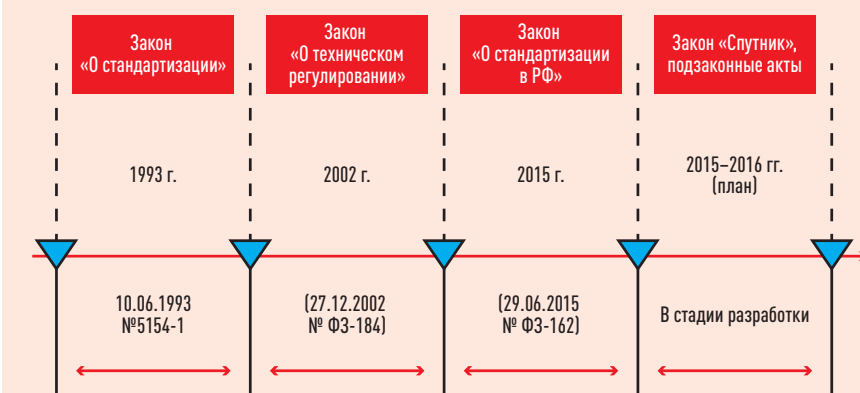 Закон
«О стандартизации»
Закон
«О техническом
регулировании»
Закон
«О стандартизации
в РФ»
Закон «Спутник»,
подзаконные акты
1993 г.
2002 г.
2015 г.
2015–2016 гг.
(план)
10.06.1993
№5154-1
(27.12.2002
№ ФЗ-184)
(29.06.2015
№ ФЗ-162)
В стадии разработки